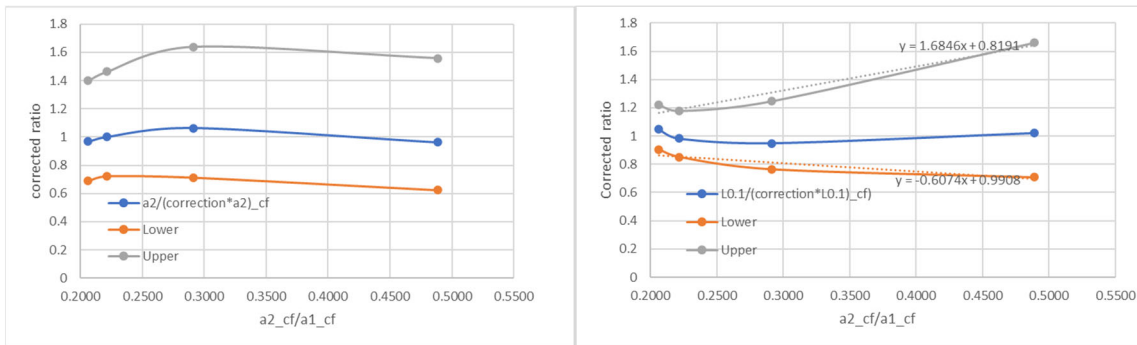 1.8
1.6
1.4
1.2
1
0.8
0.6
0.4
0.2
0
corrected ratio
a2/(correction*a2)_cf
Lower
Upper
0.2000 0.2500 0.3000 0.3500 0.4000 0.4500 0.5000 0.5500
a2_cf/a1_cf
1.8
1.6
1.4
1.2
1
0.8
0.6
0.4
0.2
0
Corrected ratio
y = 1.6846x + 0.8191
y = -0.6074x + 0.9908
L0.1/(correction*L0.1)_cf)
Lower
Upper
0.2000 0.2500 0.3000 0.3500 0.4000 0.4500 0.5000 0.5500
a2_cf/a1_cf